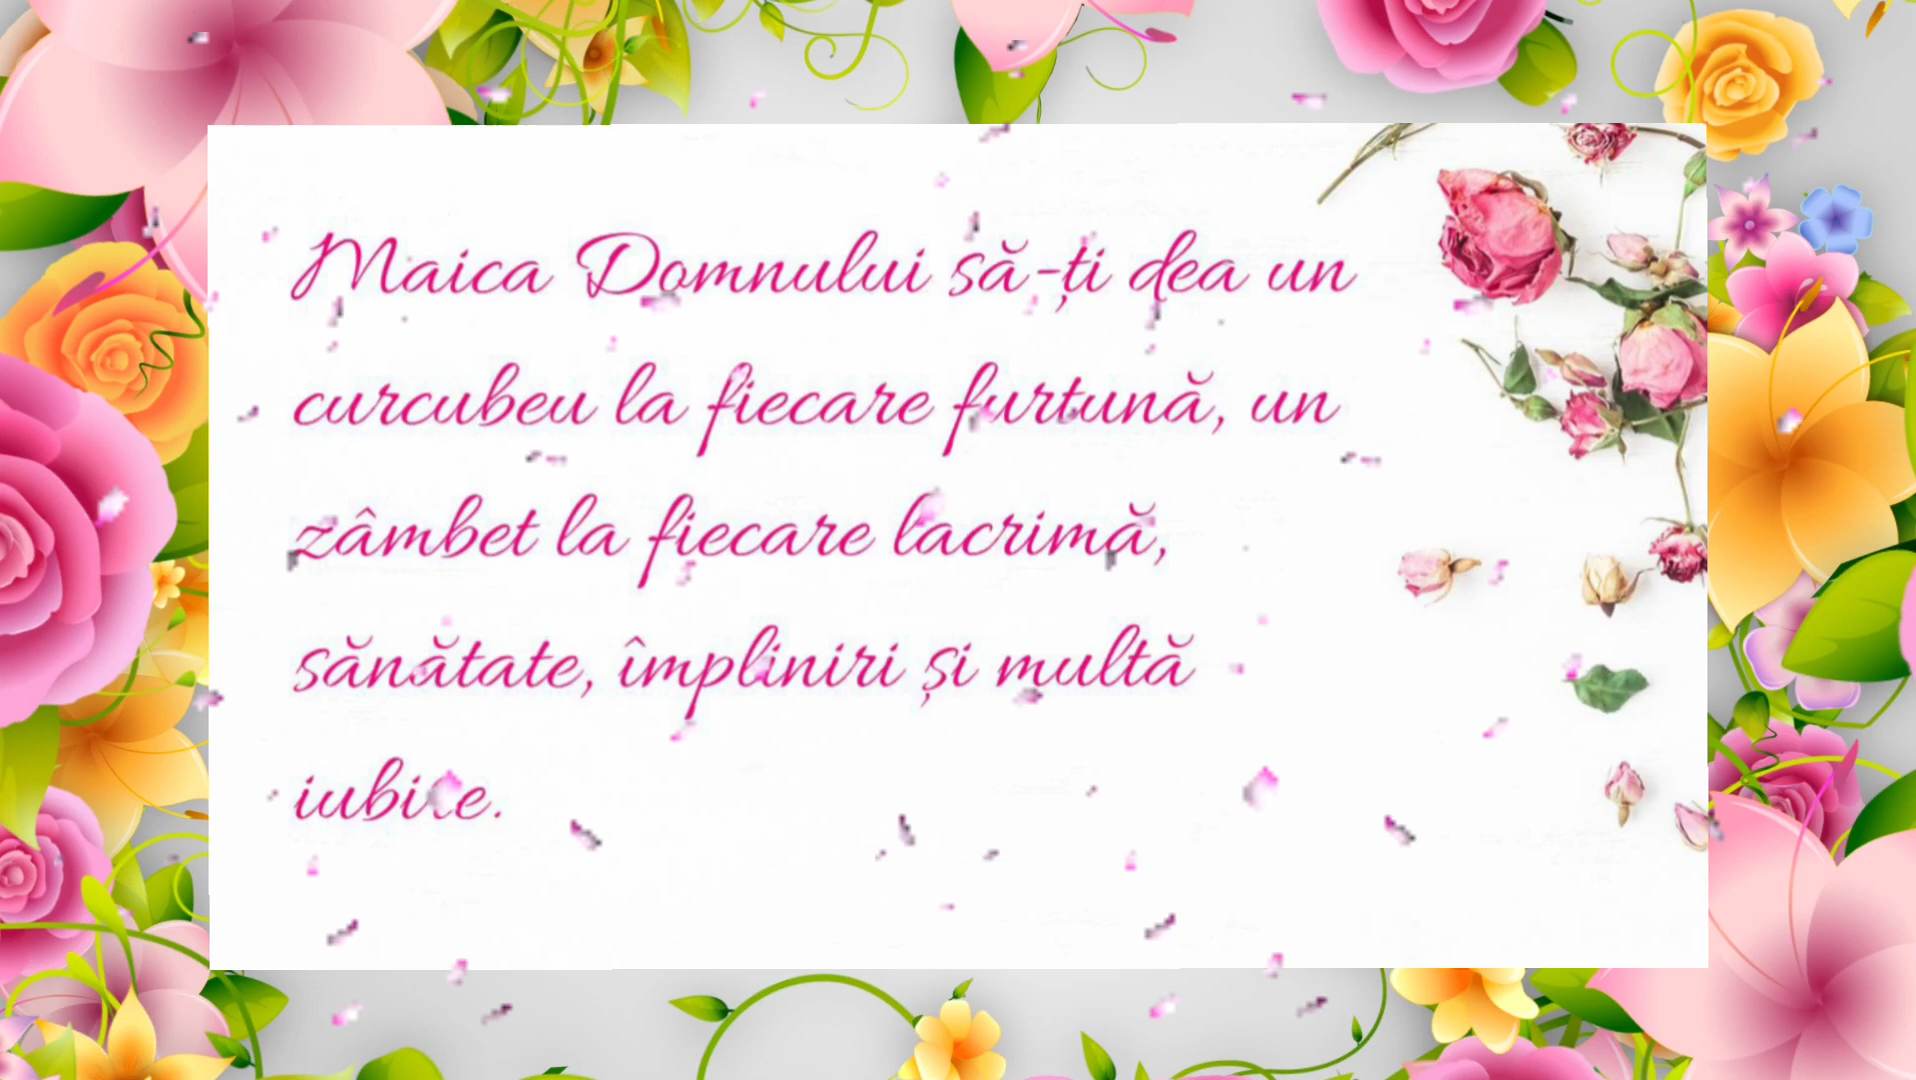 Maica Domnului să-ți dea un
curcubeu la fiecare furtună, un
zâmbet la fiecare lacrimă,
sănătate, împliniri și multă
iubire.